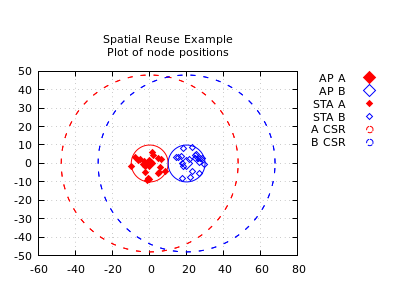 Spatial Reuse Example
Plot of node positions
50
40
30
20
10
0
-10
-20
-30
-40
-50
-60
-40
-20
0
20
40
60
80
AP A
AP B
STA A
STA B
A CSR
B CSR